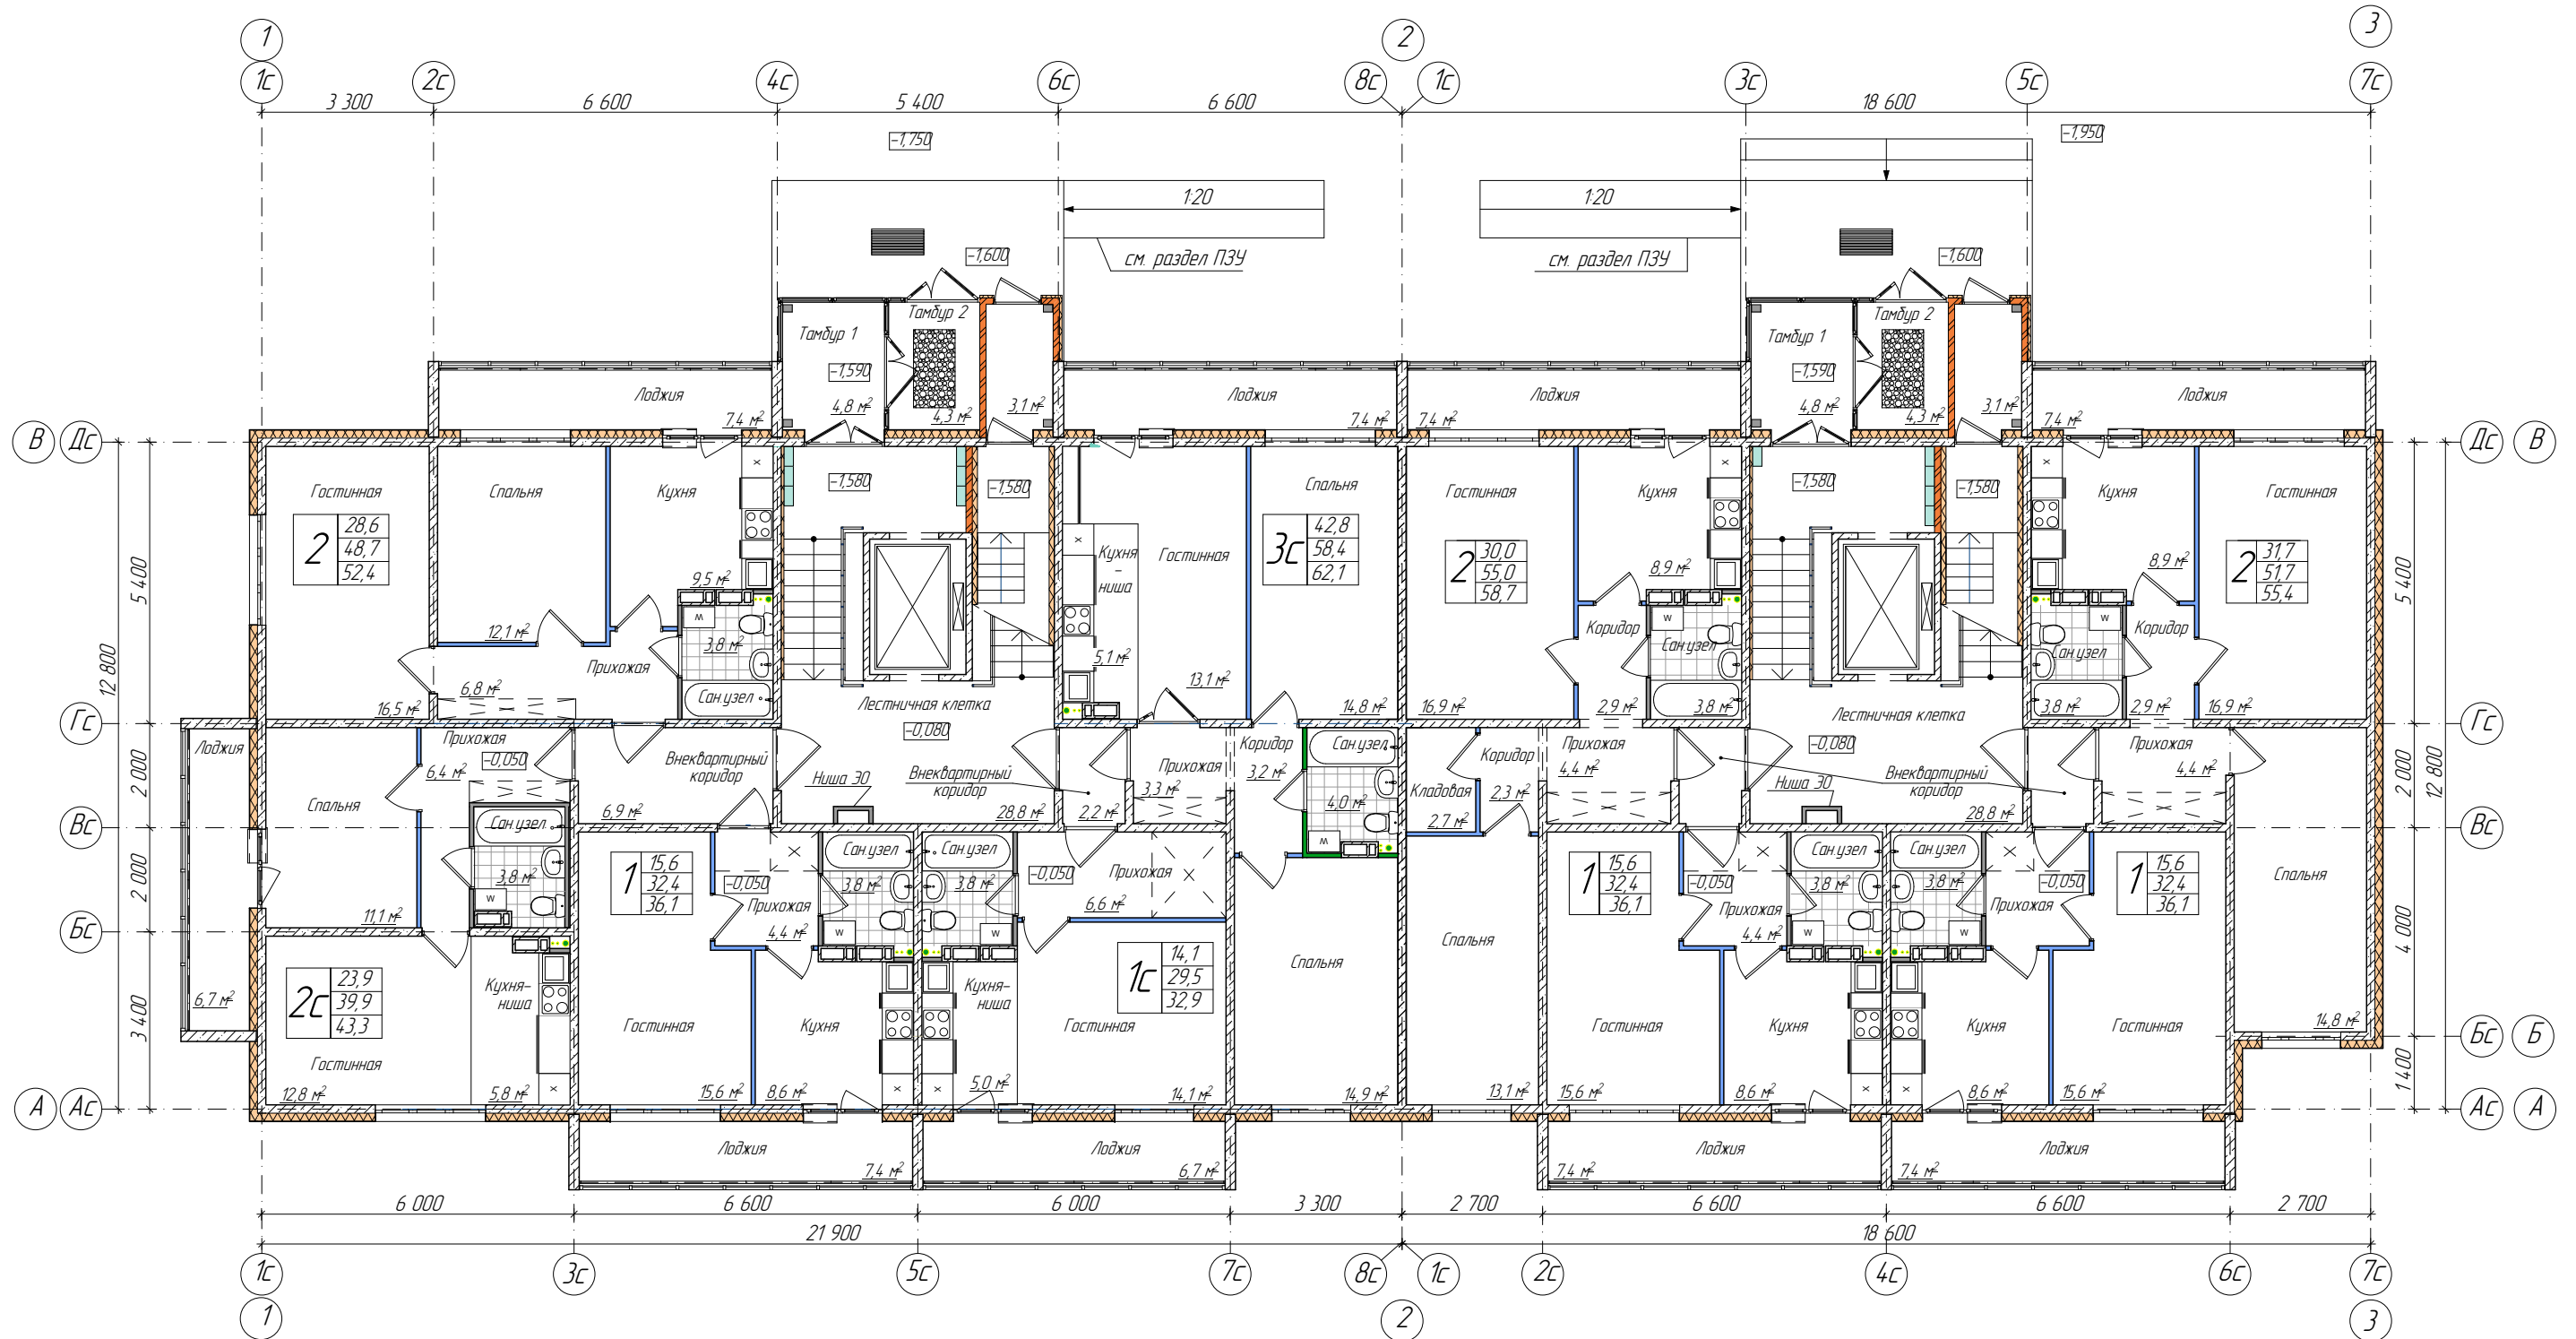 1
2
3
1с
2с
4с
6с
8с
1с
3с
5с
7с
3 300
6 600
5 400
6 600
18 600
-1,750
-1,950
1:20
1:20
см. раздел ПЗУ
см. раздел ПЗУ
-1,600
-1,600
Тамбур 1
Тамбур 2
Тамбур 1
Тамбур 2
-1,590
-1,590
4,8 м²
4,3 м²
3,1 м²
4,8 м²
4,3 м²
3,1 м²
Лоджия
Лоджия
Лоджия
Лоджия
7,4 м²
7,4 м²
7,4 м²
7,4 м²
В
Дс
Дс
В
-1,580
-1,580
-1,580
-1,580
Гостинная
Спальня
Кухня
Спальня
Гостинная
Кухня
Кухня
Гостинная
2
28,6
48,7
52,4
3с
42,8
58,4
62,1
2
30,0
55,0
58,7
2
31,7
51,7
55,4
Кухня-
ниша
Гостинная
9,5 м²
8,9 м²
8,9 м²
5 400
5 400
12,1 м²
3,8 м²
W
W
W
Прихожая
5,1 м²
Коридор
Сан.узел
Сан.узел
Коридор
12 800
12 800
6,8 м²
Сан.узел
13,1 м²
16,5 м²
Лестничная клетка
14,8 м²
16,9 м²
2,9 м²
3,8 м²
Лестничная клетка
3,8 м²
2,9 м²
16,9 м²
Гс
Гс
-0,080
-0,080
Лоджия
Прихожая
-0,050
6,4 м²
Внеквартирный
коридор
Ниша ЭО
Внеквартирный
коридор
Прихожая
3,3 м²
Коридор
3,2 м²
Сан.узел
4,0 м²
W
Кладовая
2,7 м²
Коридор
2,3 м²
Прихожая
4,4 м²
Ниша ЭО
Внеквартирный
коридор
Прихожая
4,4 м²
2 000
2 000
Спальня
6,9 м²
28,8 м²
2,2 м²
28,8 м²
Вс
Вс
Сан.узел
3,8 м²
W
11,1 м²
1
15,6
32,4
36,1
-0,050
Прихожая
4,4 м²
Сан.узел
3,8 м²
W
Сан.узел
3,8 м²
W
-0,050
Прихожая
6,6 м²
1
15,6
32,4
36,1
-0,050
Прихожая
4,4 м²
Сан.узел
3,8 м²
W
Сан.узел
3,8 м²
W
-0,050
Прихожая
1
15,6
32,4
36,1
Спальня
2 000
4 000
Бс
Спальня
Спальня
2с
23,9
39,9
43,3
Кухня-
ниша
Кухня-
ниша
1с
14,1
29,5
32,9
6,7 м²
3 400
Гостинная
Кухня
Гостинная
Гостинная
Кухня
Кухня
Гостинная
14,8 м²
Бс
Б
Гостинная
12,8 м²
5,8 м²
15,6 м²
8,6 м²
5,0 м²
14,1 м²
14,9 м²
13,1 м²
15,6 м²
8,6 м²
8,6 м²
15,6 м²
1 400
А
Ас
Ас
А
Лоджия
7,4 м²
Лоджия
6,7 м²
Лоджия
7,4 м²
Лоджия
7,4 м²
6 000
6 600
6 000
3 300
2 700
6 600
6 600
2 700
21 900
18 600
1с
3с
5с
7с
8с
1с
2с
4с
6с
7с
1
2
3